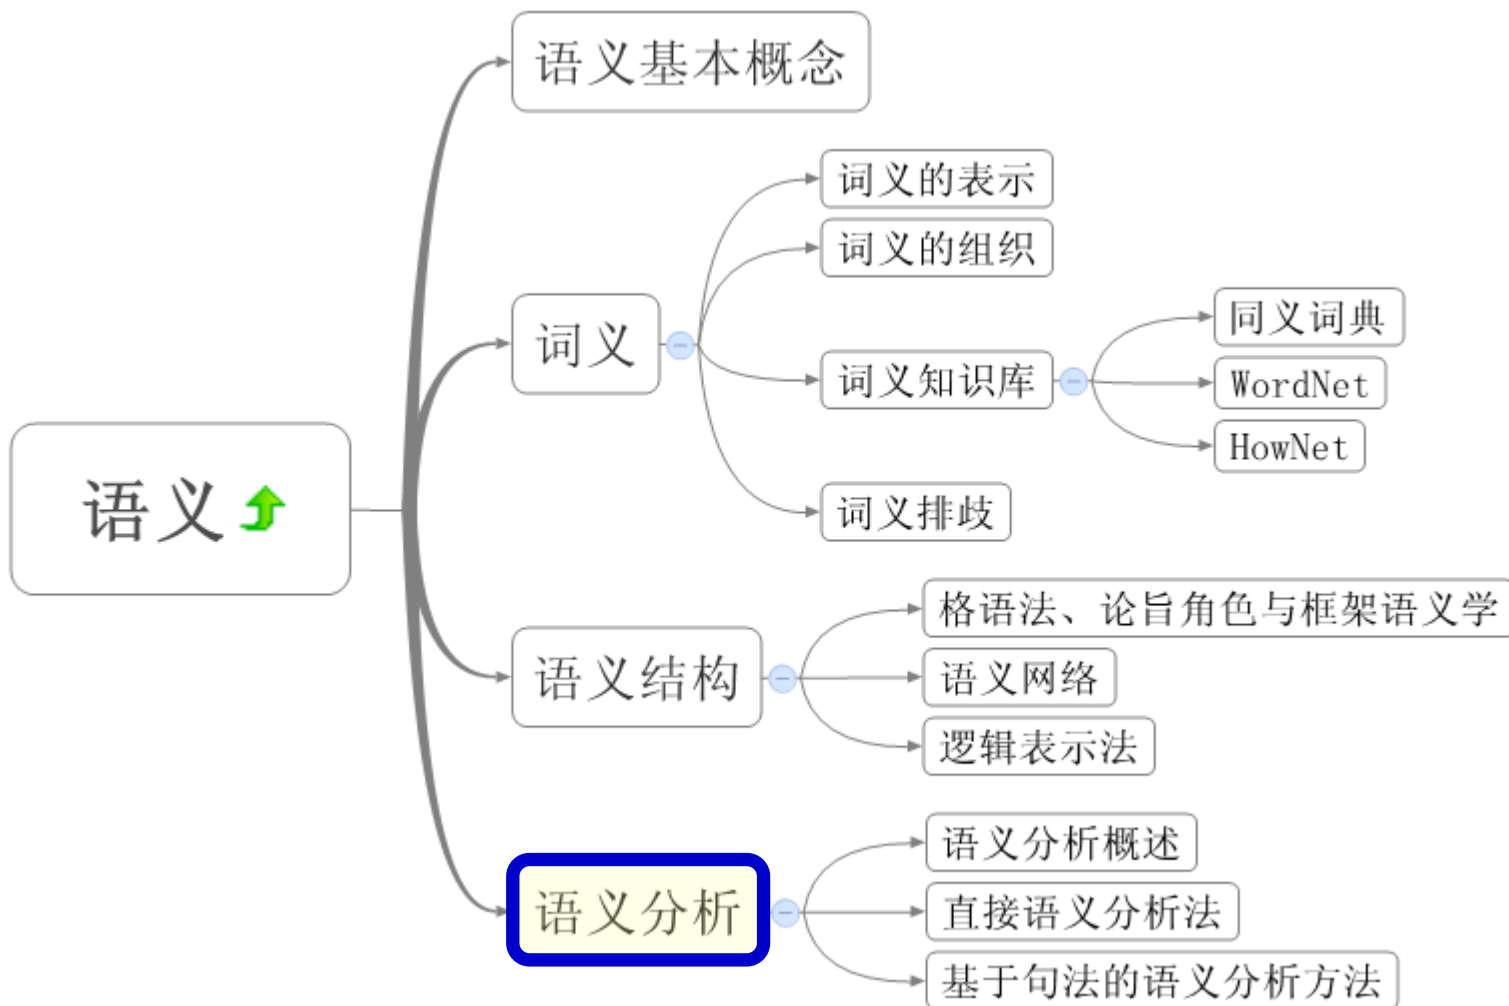 语义
语义基本概念
词义
词义的表示
词义的组织
词义知识库
同义词典
WordNet
HowNet
词义排歧
语义结构
格语法、论旨角色与框架语义学
语义网络
逻辑表示法
语义分析
语义分析概述
直接语义分析法
基于句法的语义分析方法